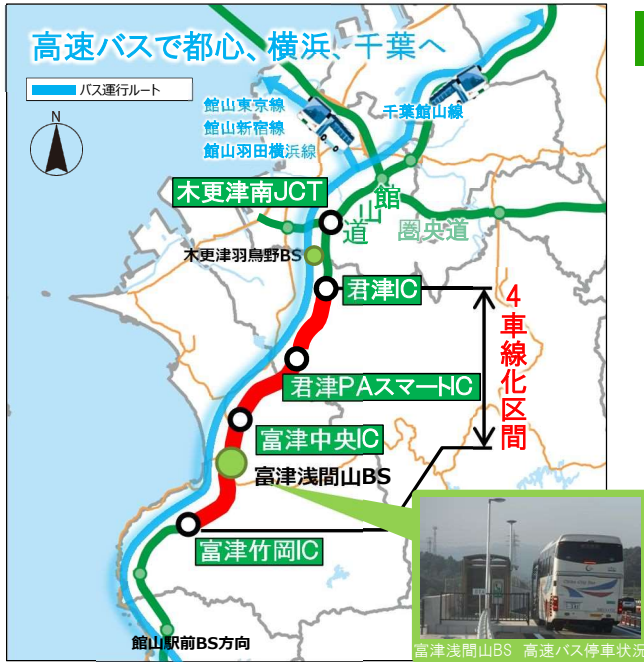 高速バスで都心、横浜、千葉へ
バス運行ルート
N
館山東京線
館山新宿線
館山羽田横浜線
千葉館山線
木更津南JCT
館山道
圏央道
木更津羽鳥野BS
君津IC
4車線化区間
君津PAスマートIC
富津中央IC
富津浅間山BS
富津竹岡IC
館山駅前BS方向
富津浅間山BS 高速バス停車状況